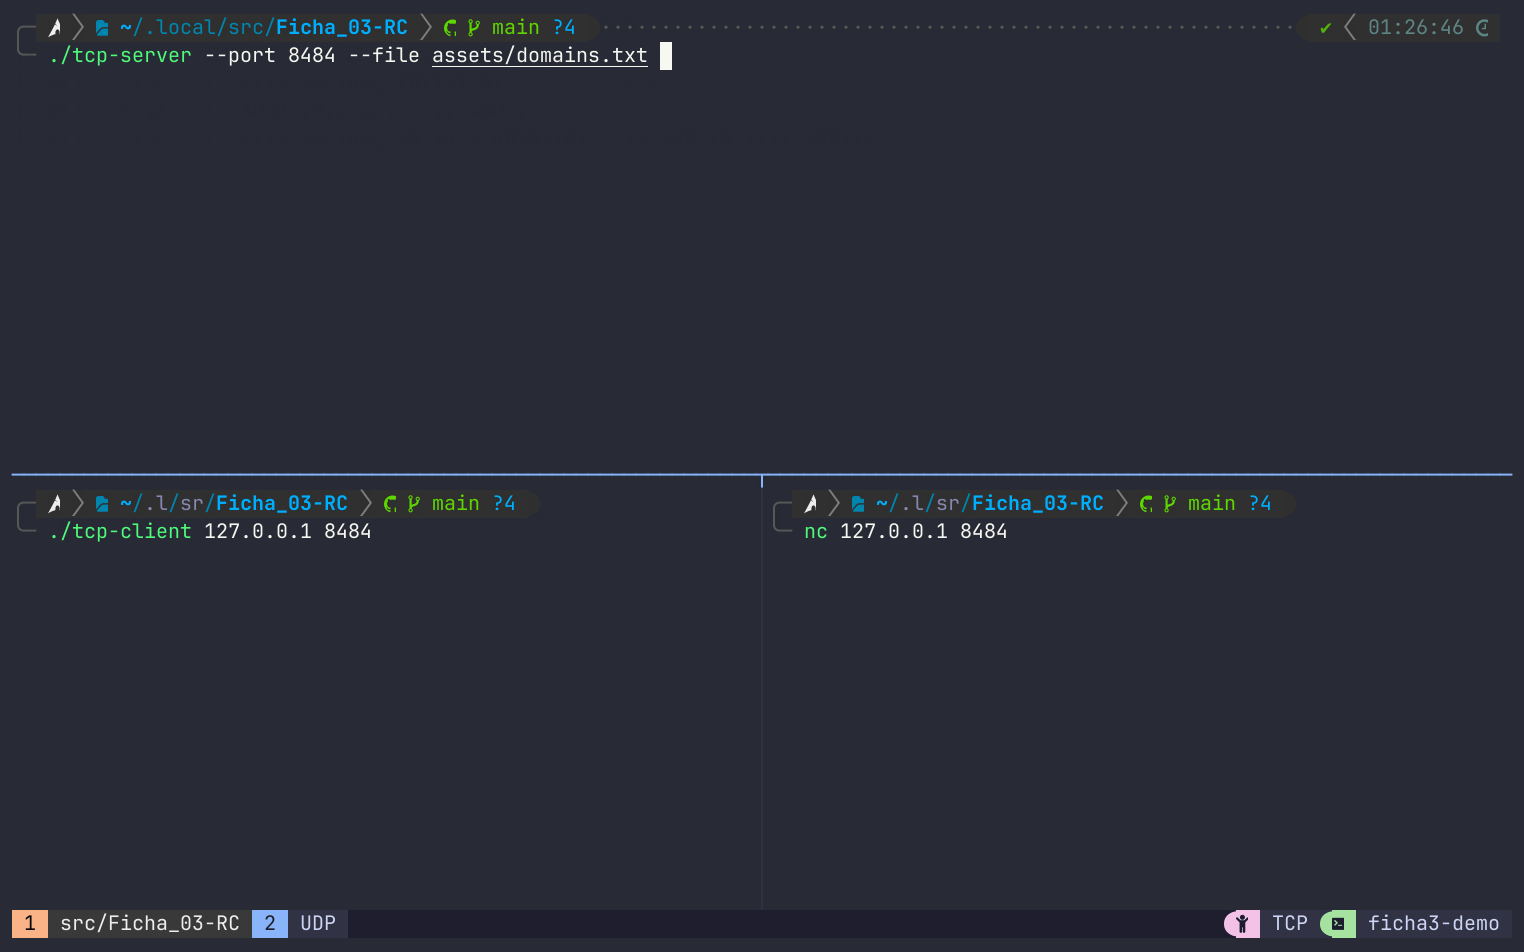 ~/.local/src/Ficha_03-RC main ?4 ✔ 01:26:46
./tcp-server --port 8484 --file assets/domains.txt
~/.l/sr/Ficha_03-RC main ?4
./tcp-client 127.0.0.1 8484
~/.l/sr/Ficha_03-RC main ?4
nc 127.0.0.1 8484
1 src/Ficha_03-RC 2 UDP TCP ficha3-demo